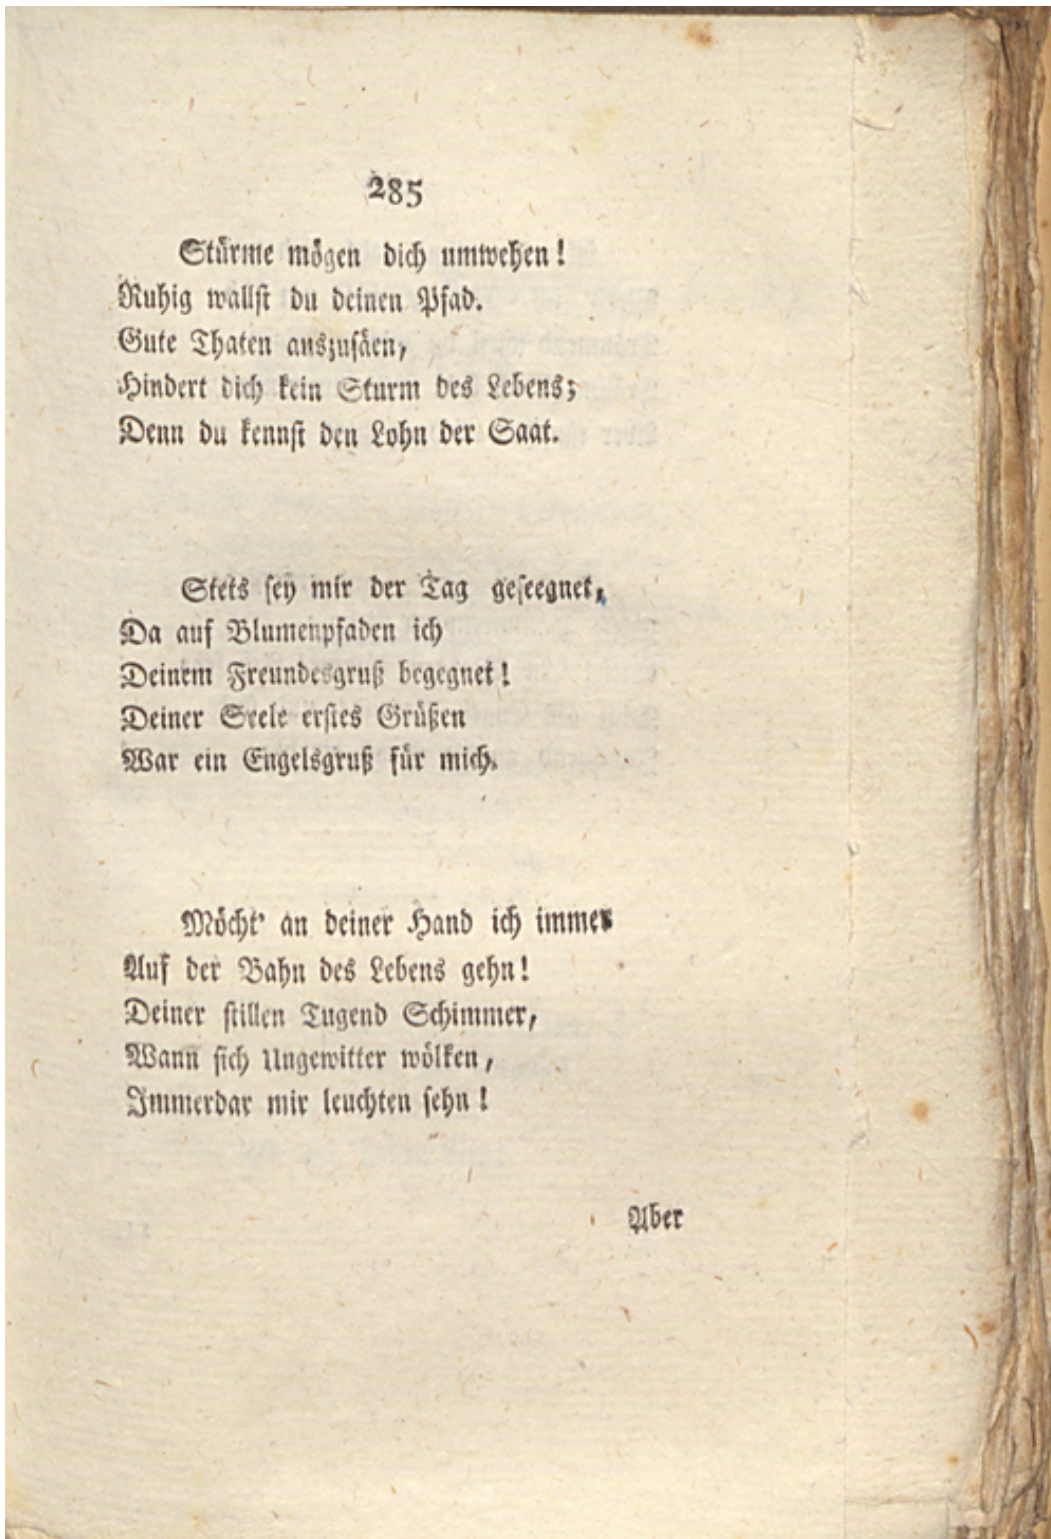 285
Stürme mögen dich umwehen!
Ruhig wallst du deinen Pfad.
Gute Thaten auszusäen,
Hindert dich kein Sturm des Lebens;
Denn du kennst den Lohn der Saat.
Stets sey mir der Tag geseegnet,
Da auf Blumenpfaden ich
Deinem Freundesgruß begegnet!
Deiner Seele erstes Grüßen
War ein Engelsgruß für mich.
Möcht' an deiner Hand ich immer
Auf der Bahn des Lebens gehn!
Deiner stillen Tugend Schimmer,
Wann sich Ungewitter wölken,
Immerdar mir leuchten sehn!
Aber